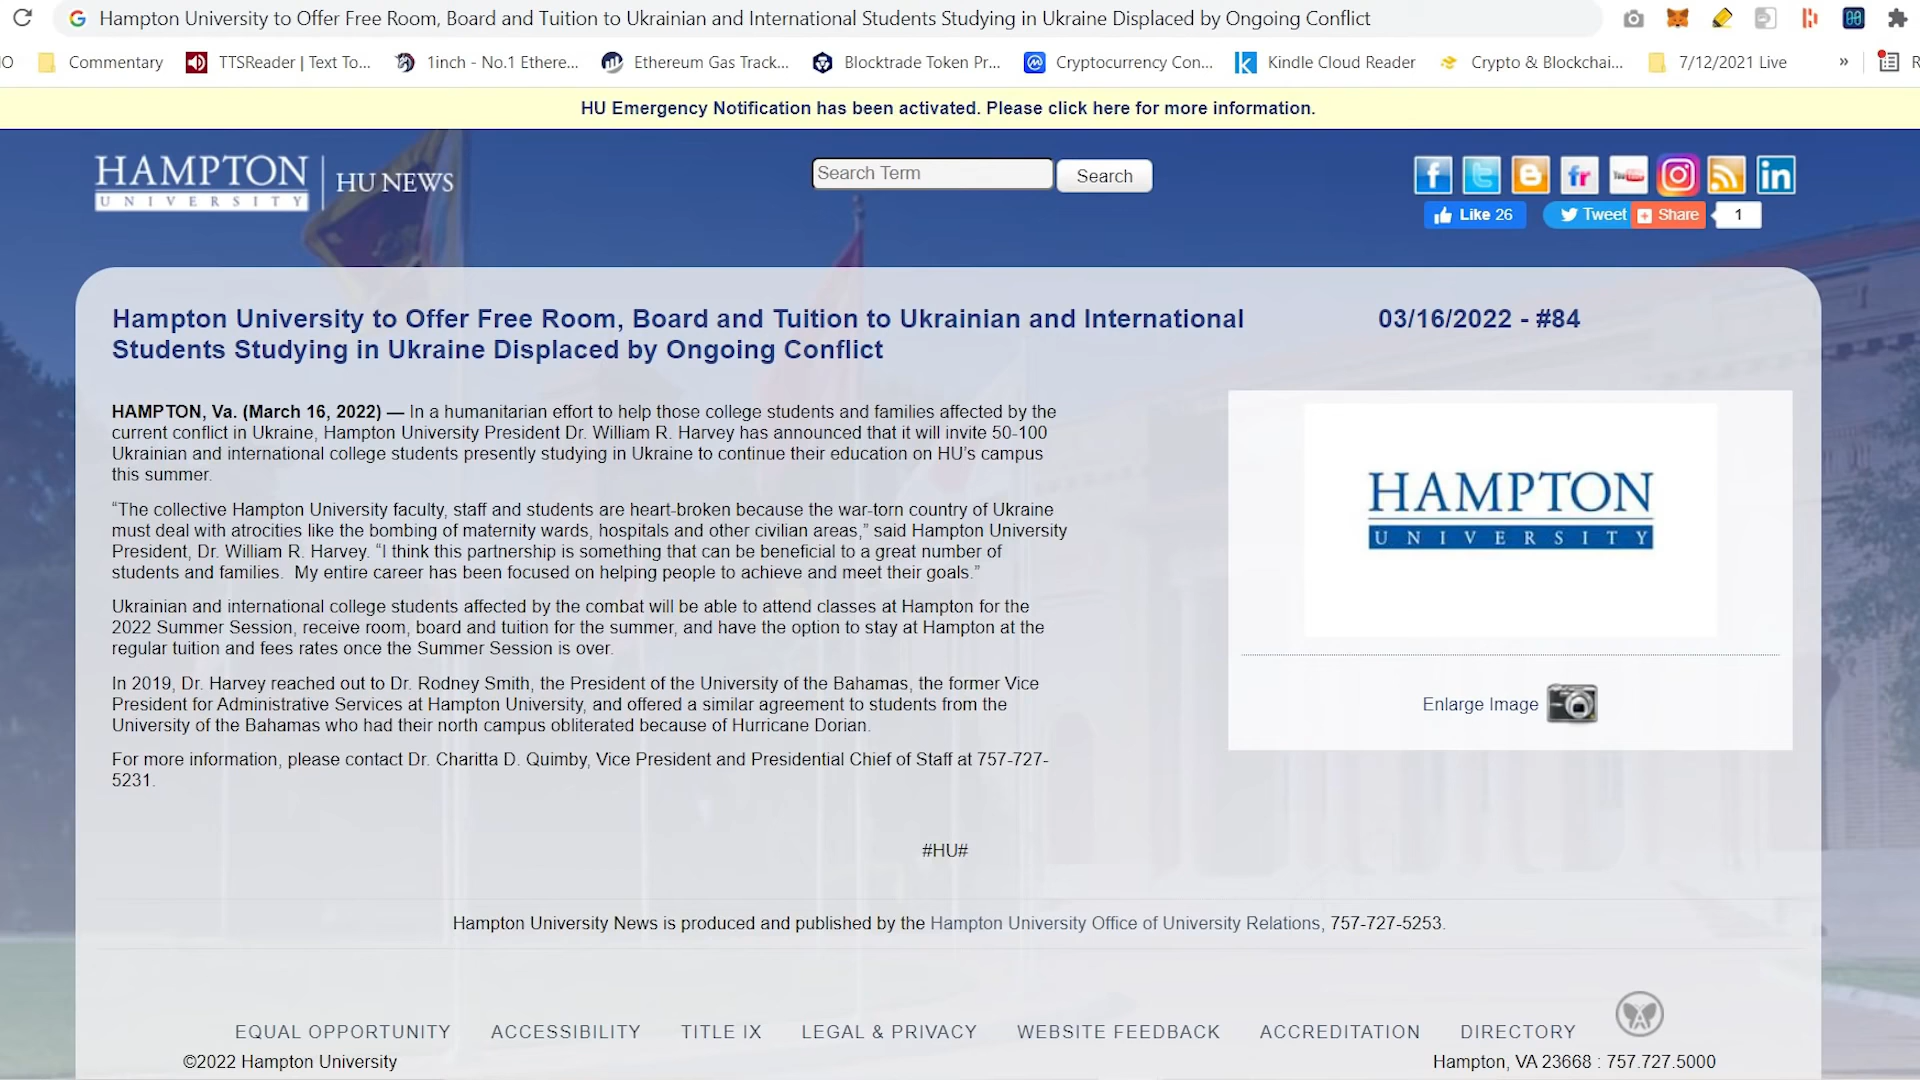 Hampton University to Offer Free Room, Board and Tuition to Ukrainian and International Students Studying in Ukraine Displaced by Ongoing Conflict
Commentary
TTSReader | Text To...
1inch - No.1 Ethere...
Ethereum Gas Track...
Blocktrade Token Pr...
Cryptocurrency Con...
Kindle Cloud Reader
Crypto & Blockchai...
7/12/2021 Live
»
HU Emergency Notification has been activated. Please click here for more information.
HAMPTON
UNIVERSITY
HU NEWS
Search Term
Search
You Tube
Like 26
Tweet
Share
1
Hampton University to Offer Free Room, Board and Tuition to Ukrainian and International
Students Studying in Ukraine Displaced by Ongoing Conflict
03/16/2022 - #84
HAMPTON, Va. (March 16, 2022) — In a humanitarian effort to help those college students and families affected by the
current conflict in Ukraine, Hampton University President Dr. William R. Harvey has announced that it will invite 50-100
Ukrainian and international college students presently studying in Ukraine to continue their education on HU's campus
this summer.
“The collective Hampton University faculty, staff and students are heart-broken because the war-torn country of Ukraine
must deal with atrocities like the bombing of maternity wards, hospitals and other civilian areas,” said Hampton University
President, Dr. William R. Harvey. “I think this partnership is something that can be beneficial to a great number of
students and families.  My entire career has been focused on helping people to achieve and meet their goals.”
Ukrainian and international college students affected by the combat will be able to attend classes at Hampton for the
2022 Summer Session, receive room, board and tuition for the summer, and have the option to stay at Hampton at the
regular tuition and fees rates once the Summer Session is over.
In 2019, Dr. Harvey reached out to Dr. Rodney Smith, the President of the University of the Bahamas, the former Vice
President for Administrative Services at Hampton University, and offered a similar agreement to students from the
University of the Bahamas who had their north campus obliterated because of Hurricane Dorian.
For more information, please contact Dr. Charitta D. Quimby, Vice President and Presidential Chief of Staff at 757-727-
5231.
HAMPTON
UNIVERSITY
Enlarge Image
#HU#
Hampton University News is produced and published by the Hampton University Office of University Relations, 757-727-5253.
EQUAL OPPORTUNITY
ACCESSIBILITY
TITLE IX
LEGAL & PRIVACY
WEBSITE FEEDBACK
ACCREDITATION
DIRECTORY
©2022 Hampton University
Hampton, VA 23668 : 757.727.5000